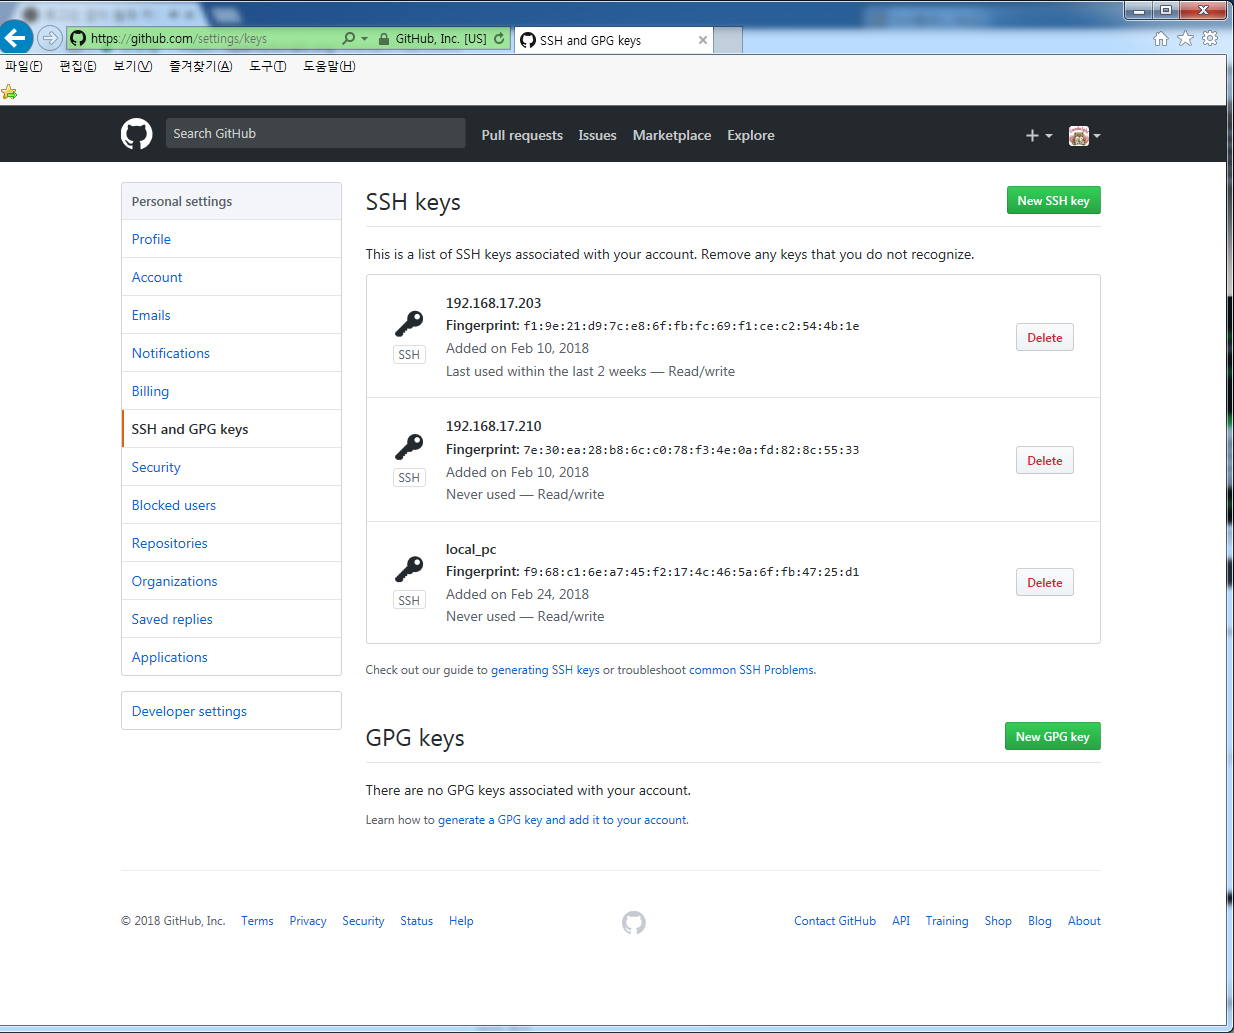 https://github.com/settings/keys
GitHub, Inc. [US]
SSH and GPG keys
파일(F) 편집(E) 보기(V) 즐겨찾기(A) 도구(T) 도움말(H)
Search GitHub
Pull requests Issues Marketplace Explore
Personal settings
Profile
Account
Emails
Notifications
Billing
SSH and GPG keys
Security
Blocked users
Repositories
Organizations
Saved replies
Applications
Developer settings
SSH keys
New SSH key
This is a list of SSH keys associated with your account. Remove any keys that you do not recognize.
SSH
192.168.17.203
Fingerprint: f1:9e:21:d9:7c:e8:6f:fb:fc:69:f1:ce:c2:54:4b:1e
Added on Feb 10, 2018
Last used within the last 2 weeks — Read/write
Delete
SSH
192.168.17.210
Fingerprint: 7e:30:ea:28:b8:6c:c0:78:f3:4e:0a:fd:82:8c:55:33
Added on Feb 10, 2018
Never used — Read/write
Delete
SSH
local_pc
Fingerprint: f9:68:c1:6e:a7:45:f2:17:4c:46:5a:6f:fb:47:25:d1
Added on Feb 24, 2018
Never used — Read/write
Delete
Check out our guide to generating SSH keys or troubleshoot common SSH Problems.
GPG keys
New GPG key
There are no GPG keys associated with your account.
Learn how to generate a GPG key and add it to your account.
© 2018 GitHub, Inc. Terms Privacy Security Status Help
Contact GitHub API Training Shop Blog About